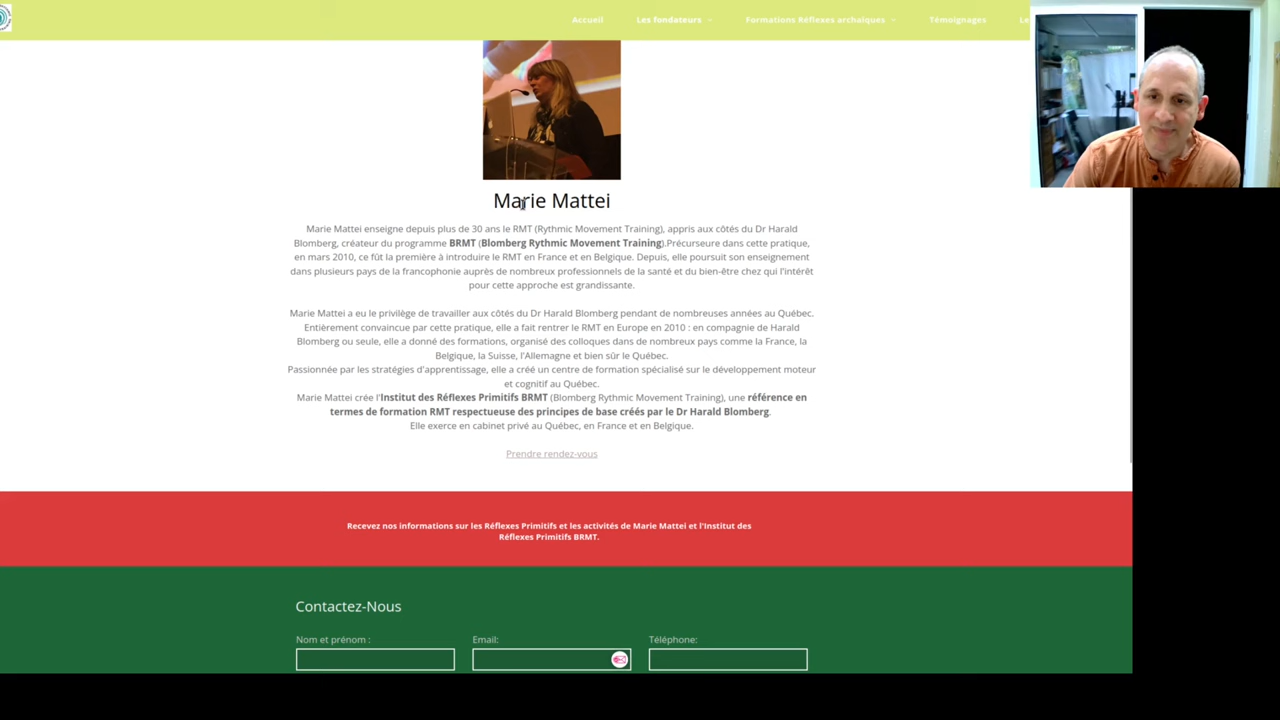 Accueil Les fondateurs Formations Réflexes archaïques Témoignages Le
Marie Mattei
Marie Mattei enseigne depuis plus de 30 ans le RMT (Rythmic Movement Training), appris aux côtés du Dr Harald
Blomberg, créateur du programme BRMT (Blomberg Rythmic Movement Training).Précurseure dans cette pratique,
en mars 2010, ce fût la première à introduire le RMT en France et en Belgique. Depuis, elle poursuit son enseignement
dans plusieurs pays de la francophonie auprès de nombreux professionnels de la santé et du bien-être chez qui l'intérêt
pour cette approche est grandissante.
Marie Mattei a eu le privilège de travailler aux côtés du Dr Harald Blomberg pendant de nombreuses années au Québec.
Entièrement convaincue par cette pratique, elle a fait rentrer le RMT en Europe en 2010 : en compagnie de Harald
Blomberg ou seule, elle a donné des formations, organisé des colloques dans de nombreux pays comme la France, la
Belgique, la Suisse, l'Allemagne et bien sûr le Québec.
Passionnée par les stratégies d'apprentissage, elle a créé un centre de formation spécialisé sur le développement moteur
et cognitif au Québec.
Marie Mattei crée l'Institut des Réflexes Primitifs BRMT (Blomberg Rythmic Movement Training), une référence en
termes de formation RMT respectueuse des principes de base créés par le Dr Harald Blomberg.
Elle exerce en cabinet privé au Québec, en France et en Belgique.
Prendre rendez-vous
Recevez nos informations sur les Réflexes Primitifs et les activités de Marie Mattei et l'Institut des
Réflexes Primitifs BRMT.
Contactez-Nous
Nom et prénom : Email: Téléphone: